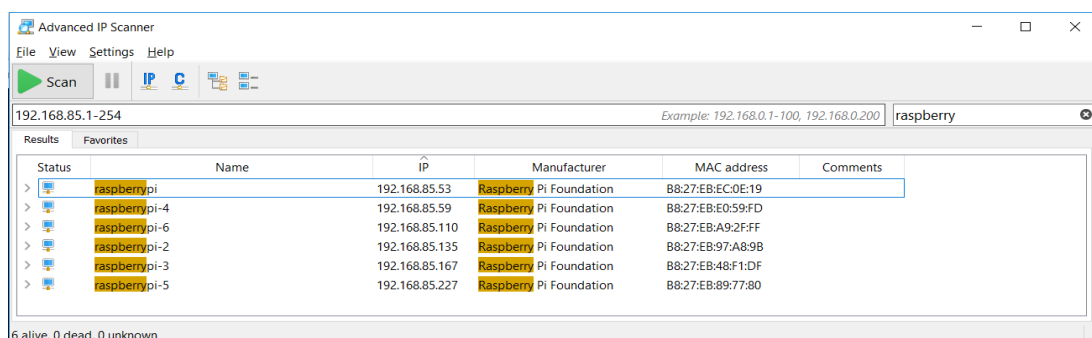 Advanced IP Scanner
File View Settings Help
Scan IP C
192.168.85.1-254 Example: 192.168.0.1-100, 192.168.0.200 raspberry
Results Favorites
Status Name IP Manufacturer MAC address Comments
raspberrypi 192.168.85.53 Raspberry Pi Foundation B8:27:EB:EC:0E:19
raspberrypi-4 192.168.85.59 Raspberry Pi Foundation B8:27:EB:E0:59:FD
raspberrypi-6 192.168.85.110 Raspberry Pi Foundation B8:27:EB:A9:2F:FF
raspberrypi-2 192.168.85.135 Raspberry Pi Foundation B8:27:EB:97:A8:9B
raspberrypi-3 192.168.85.167 Raspberry Pi Foundation B8:27:EB:48:F1:DF
raspberrypi-5 192.168.85.227 Raspberry Pi Foundation B8:27:EB:89:77:80
6 alive, 0 dead, 0 unknown